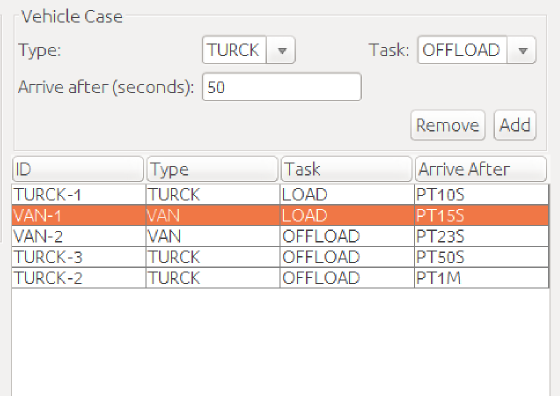 Vehicle Case
Type: TURCK Task: OFFLOAD
Arrive after (seconds): 50
Remove Add
ID Type Task Arrive After
TURCK-1 TURCK LOAD PT10S
VAN-1 VAN LOAD PT15S
VAN-2 VAN OFFLOAD PT23S
TURCK-3 TURCK OFFLOAD PT50S
TURCK-2 TURCK OFFLOAD PT1M